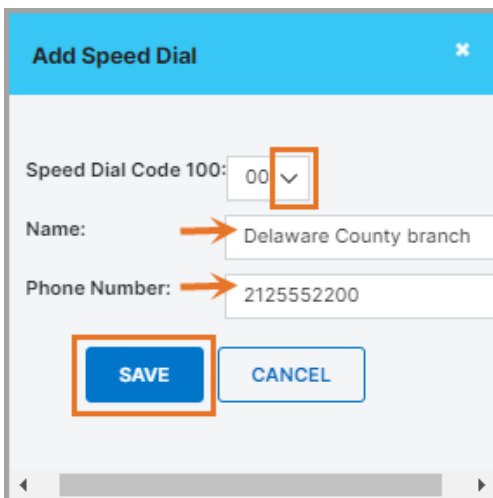 Add Speed Dial
Speed Dial Code 100: 00
Name: Delaware County branch
Phone Number: 2125552200
SAVE CANCEL